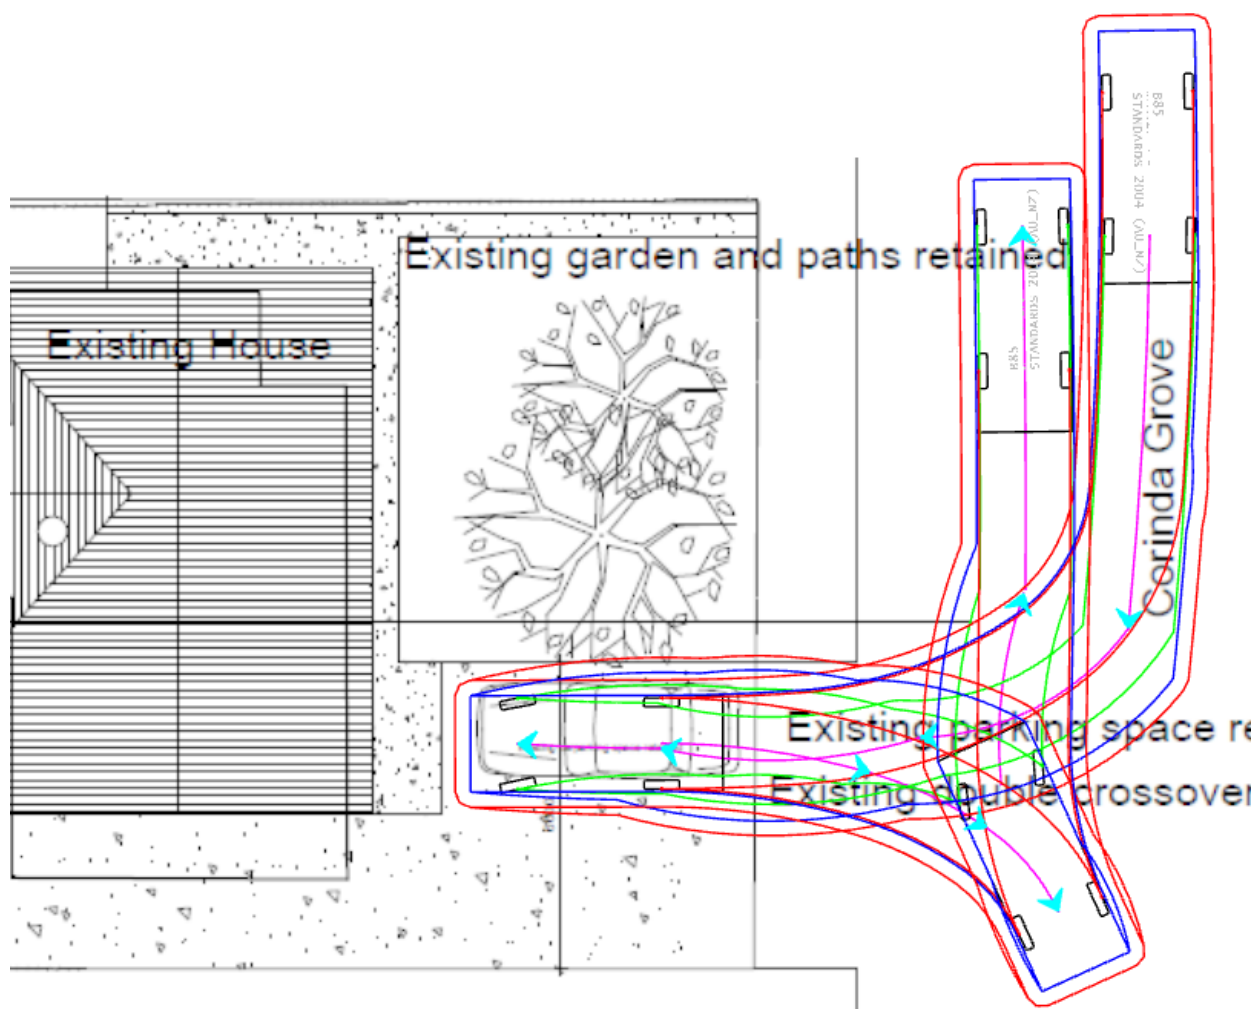 B85
STANDARDS 2004 (AU_NZ)
Existing garden and paths retained
B85
STANDARDS
Existing House
Corinda Grove
Existing parking space re
Existing double crossover